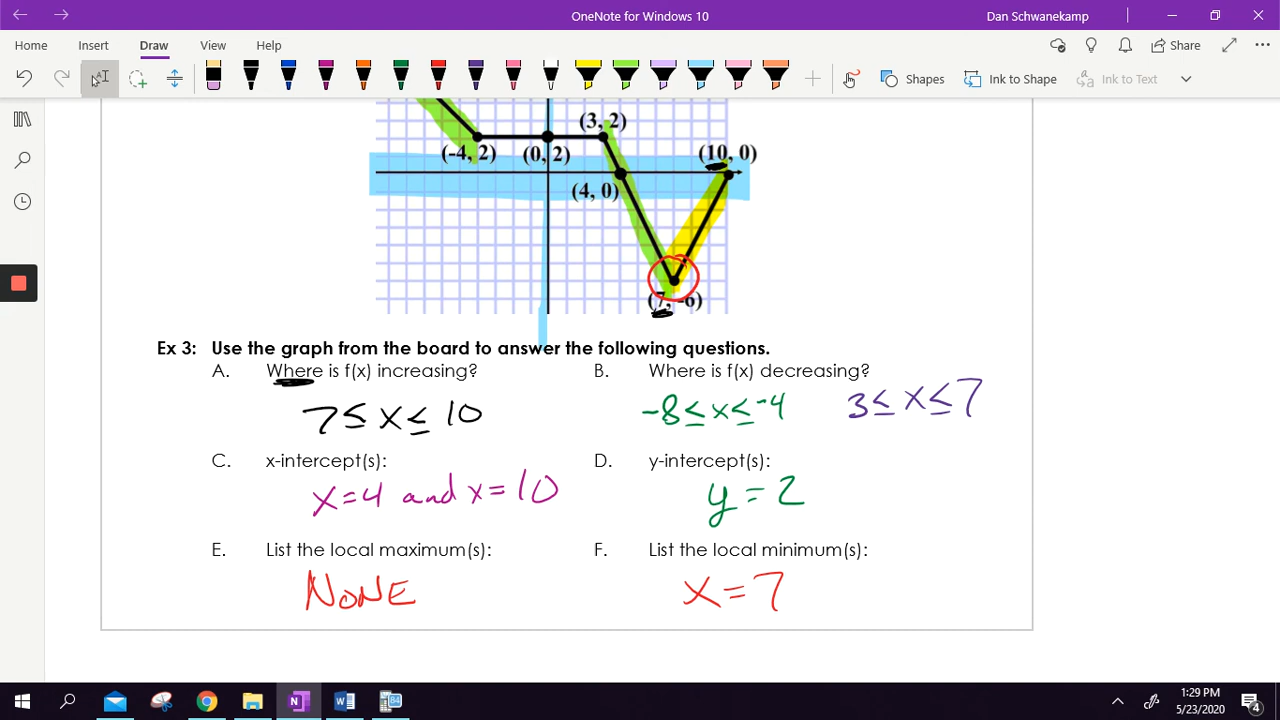 OneNote for Windows 10
Dan Schwanekamp
Home Insert Draw View Help
Share
Shapes Ink to Shape Ink to Text
(3, 2)
(-4, 2) (0, 2) (10, 0)
(4, 0)
(7, -6)
Ex 3: Use the graph from the board to answer the following questions.
A. Where is f(x) increasing? B. Where is f(x) decreasing?
7 ≤ x ≤ 10 -8 ≤ x ≤ -4 3 ≤ x ≤ 7
C. x-intercept(s): D. y-intercept(s):
x=4 and x=10 y = 2
E. List the local maximum(s): F. List the local minimum(s):
NONE x = 7
1:29 PM
5/23/2020
4